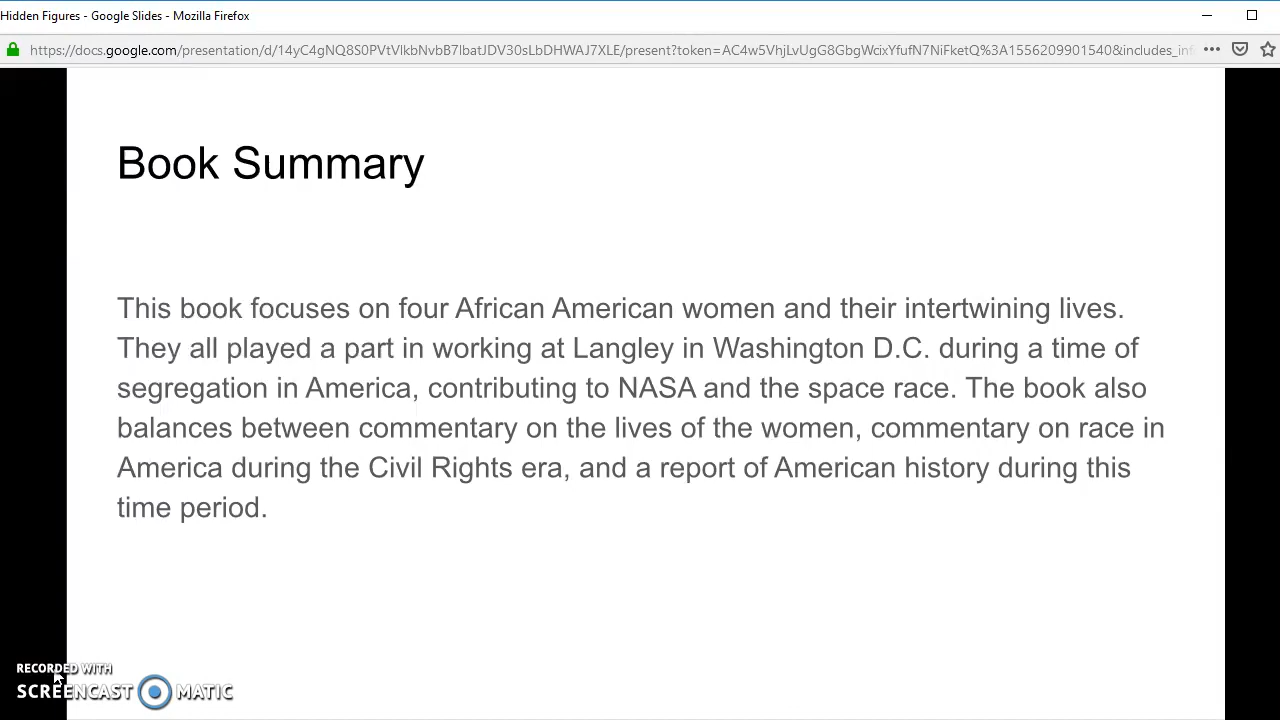 Hidden Figures - Google Slides - Mozilla Firefox
https://docs.google.com/presentation/d/14yC4gNQ8S0PVtVlkbNvbB7lbatJDV30sLbDHWAJ7XLE/present?token=AC4w5VhjLvUgG8GbgWcixYfufN7NiFketQ%3A1556209901540&includes_inf
Book Summary
This book focuses on four African American women and their intertwining lives.
They all played a part in working at Langley in Washington D.C. during a time of
segregation in America, contributing to NASA and the space race. The book also
balances between commentary on the lives of the women, commentary on race in
America during the Civil Rights era, and a report of American history during this
time period.
RECORDED WITH
SCREENCAST MATIC